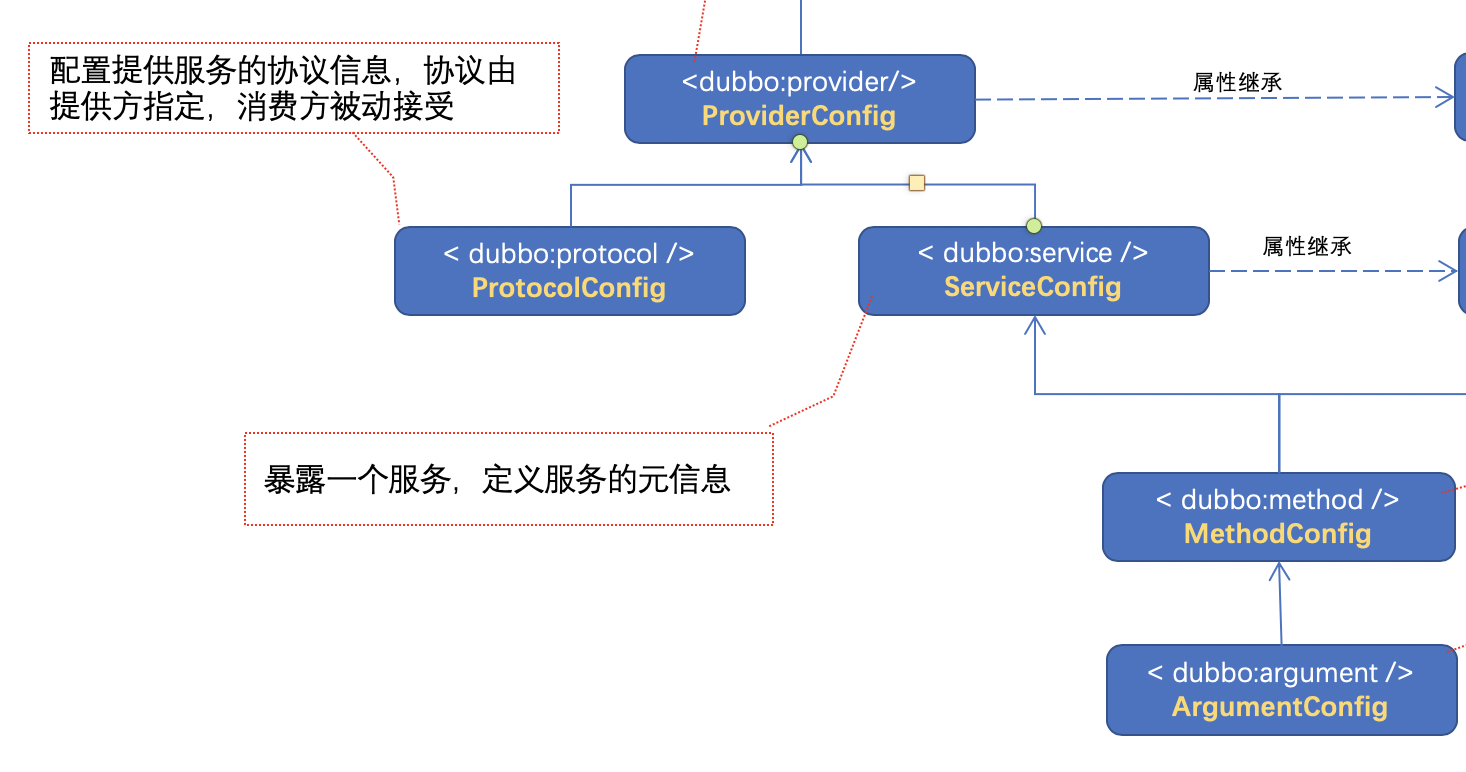 配置提供服务的协议信息，协议由
提供方指定，消费方被动接受
<dubbo:provider/>
ProviderConfig
属性继承
< dubbo:protocol />
ProtocolConfig
< dubbo:service />
ServiceConfig
属性继承
暴露一个服务，定义服务的元信息
< dubbo:method />
MethodConfig
< dubbo:argument />
ArgumentConfig